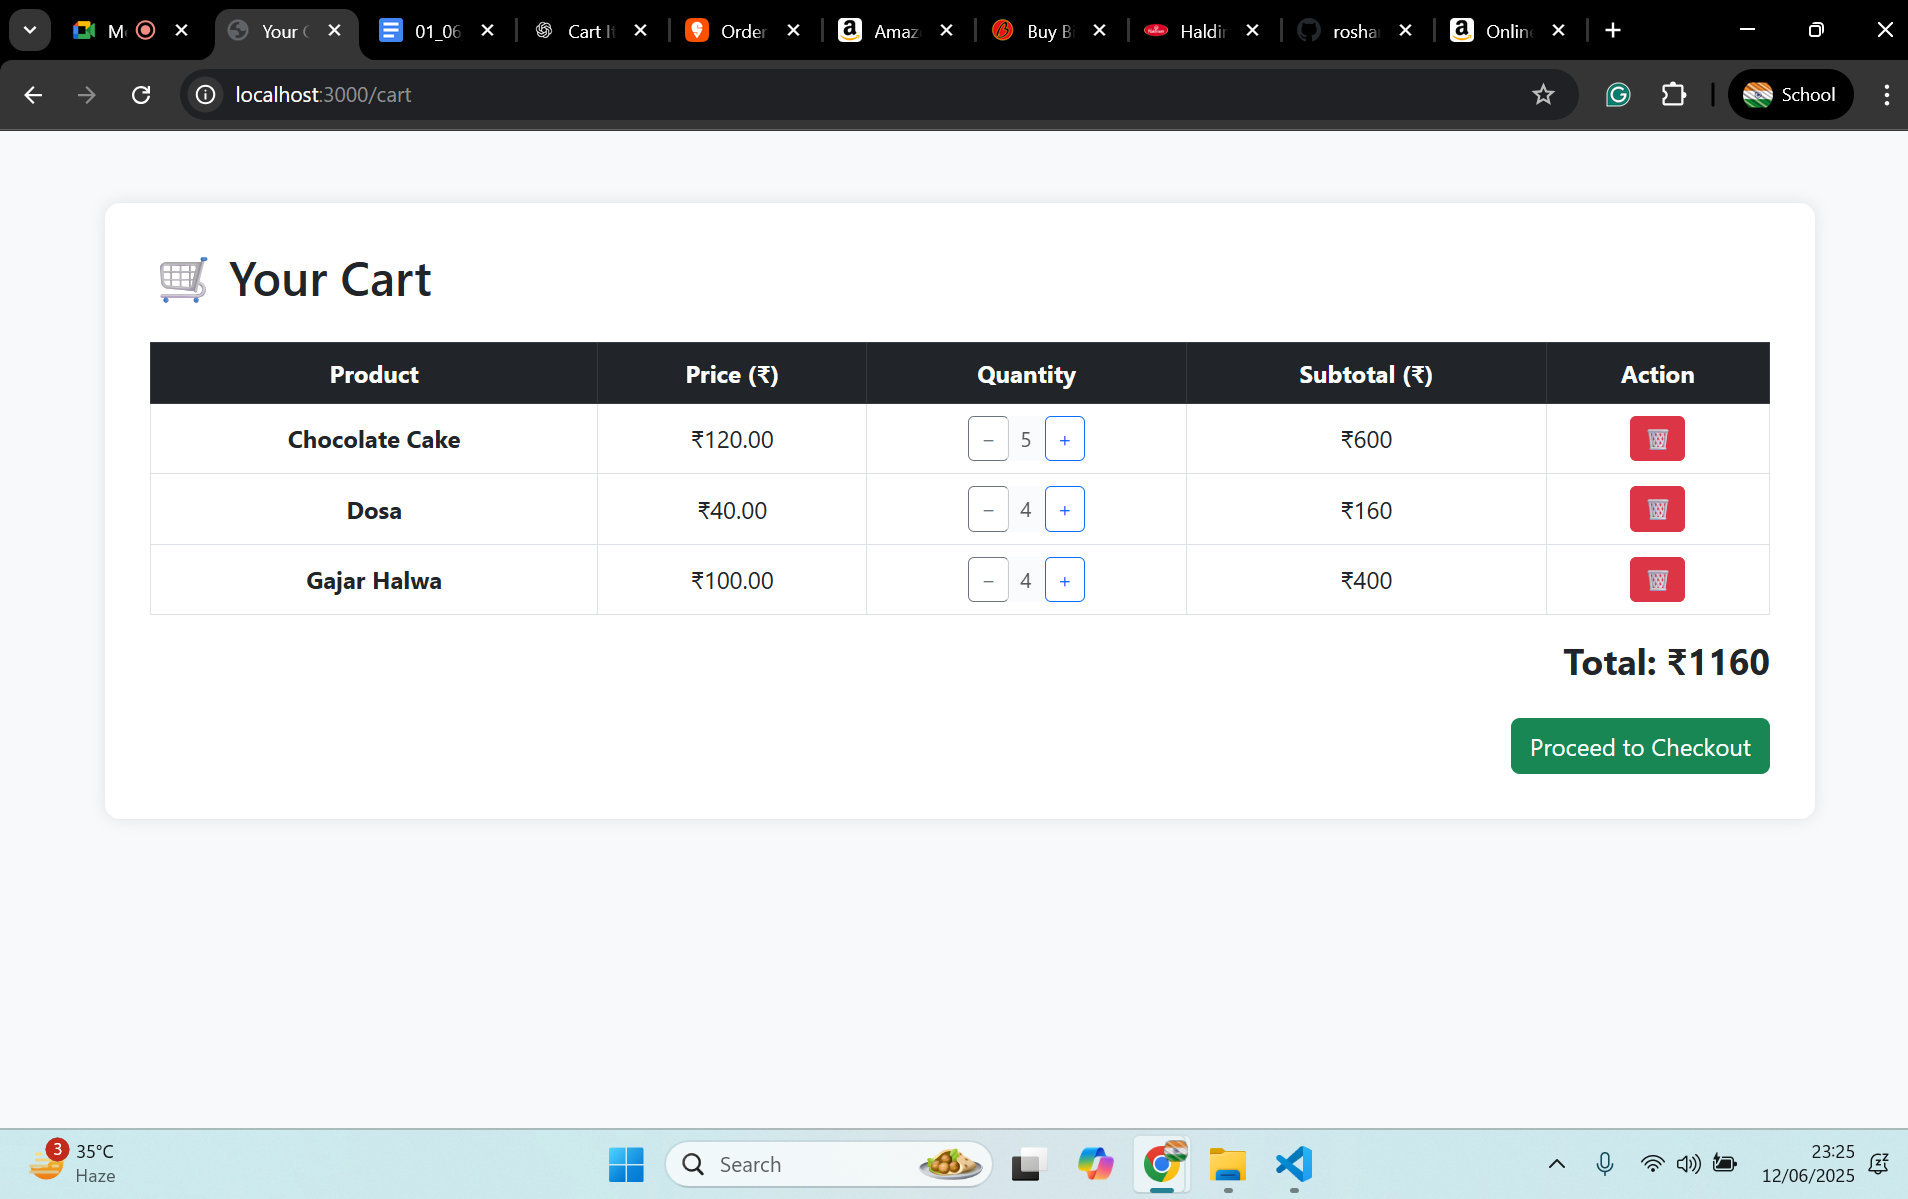 Your
01_06
Cart
Order
Amaz
Buy B
Haldir
rosha
Onlin
localhost:3000/cart
School
Your Cart
Product Price (₹) Quantity Subtotal (₹) Action
Chocolate Cake ₹120.00 − 5 + ₹600
Dosa ₹40.00 − 4 + ₹160
Gajar Halwa ₹100.00 − 4 + ₹400
Total: ₹1160
Proceed to Checkout
3
35°C
Haze
Search
23:25
12/06/2025